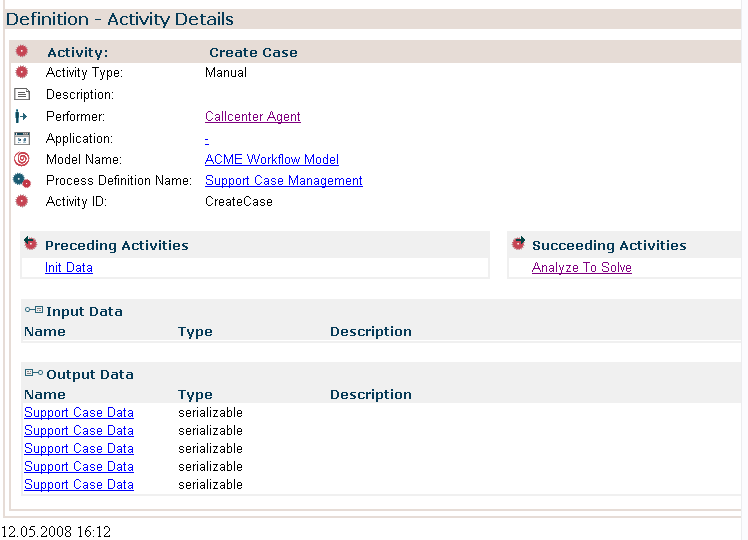 Definition - Activity Details
Activity: Create Case
Activity Type: Manual
Description:
Performer: Callcenter Agent
Application: -
Model Name: ACME Workflow Model
Process Definition Name: Support Case Management
Activity ID: CreateCase
Preceding Activities Succeeding Activities
Init Data Analyze To Solve
Input Data
Name Type Description
Output Data
Name Type Description
Support Case Data serializable
Support Case Data serializable
Support Case Data serializable
Support Case Data serializable
Support Case Data serializable
12.05.2008 16:12